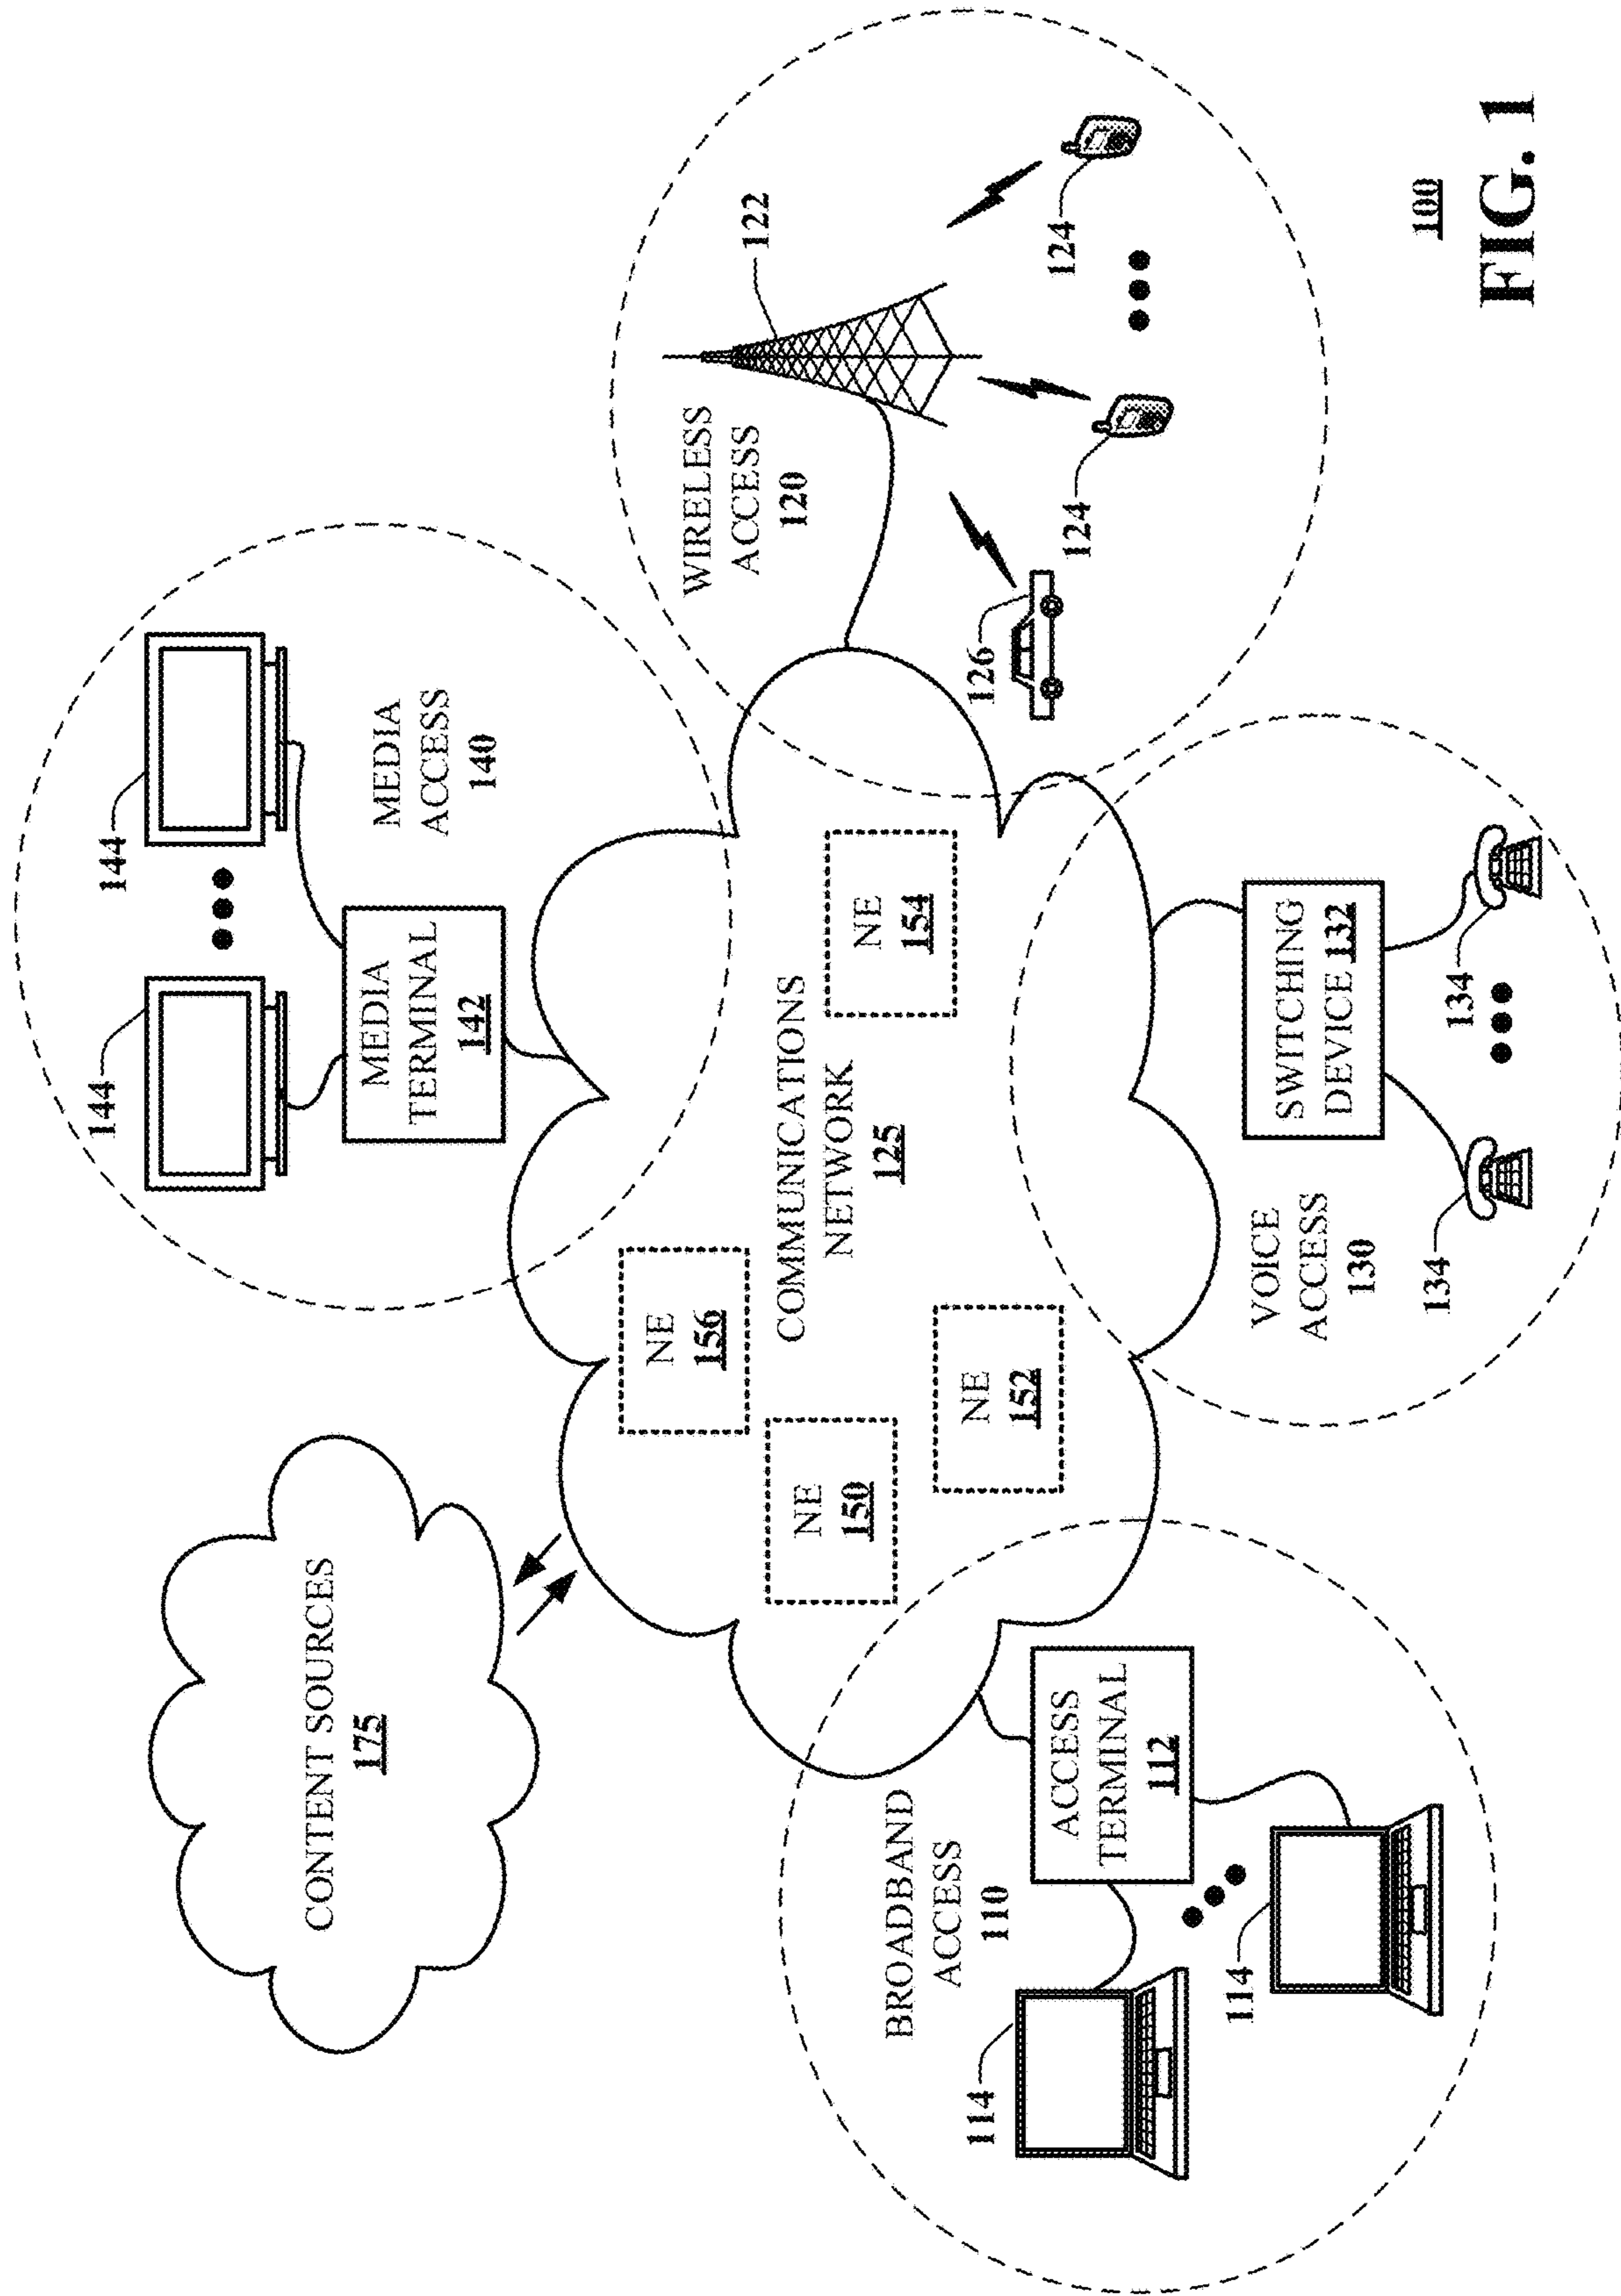 CONTENT SOURCES
175
144
144
MEDIA
TERMINAL
142
MEDIA
ACCESS
140
WIRELESS
ACCESS
120
122
124
124
126
NE
156
NE
150
NE
152
NE
154
COMMUNICATIONS
NETWORK
125
BROADBAND
ACCESS
110
ACCESS
TERMINAL
112
114
114
VOICE
ACCESS
130
SWITCHING
DEVICE 132
134
134
100
FIG. 1